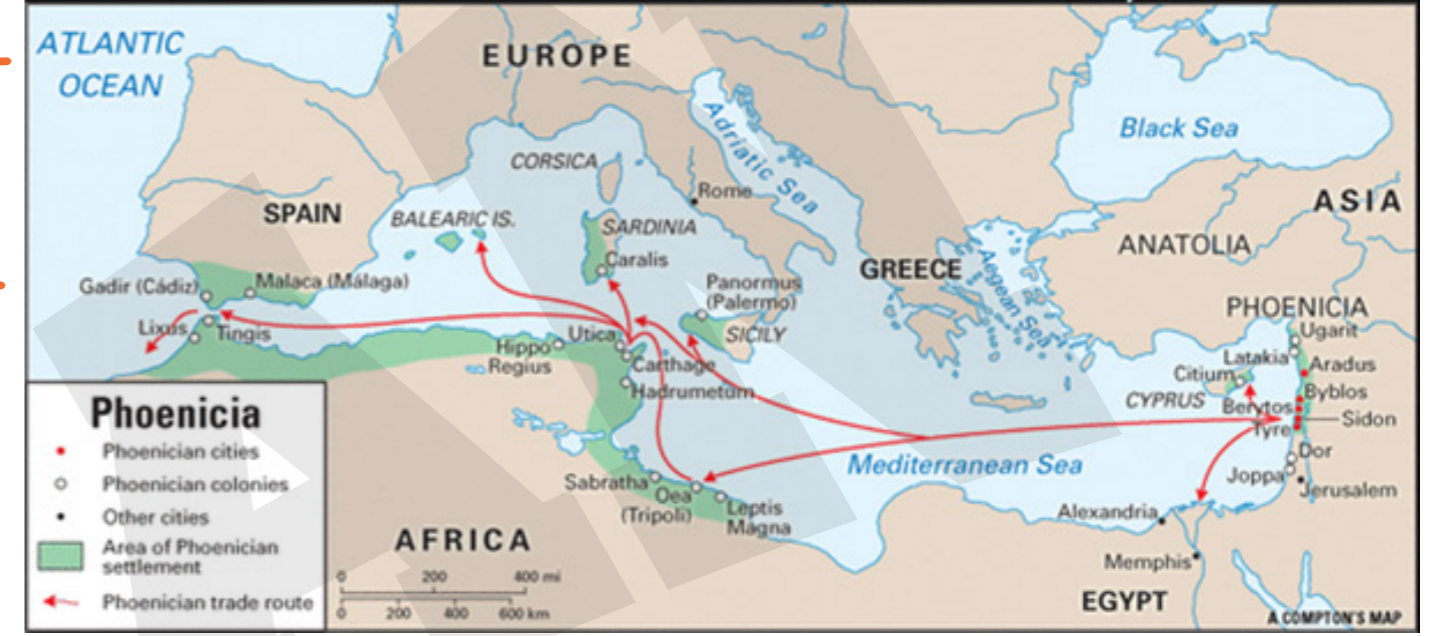 ATLANTIC
OCEAN
EUROPE
Black Sea
Adriatic Sea
CORSICA
Rome
ASIA
SPAIN
BALEARIC IS.
SARDINIA
ANATOLIA
Caralis
GREECE
Aegean Sea
Gadir (Cádiz)
Malaca (Málaga)
Panormus
(Palermo)
PHOENICIA
Lixus
Tingis
Utica
SICILY
Ugarit
Hippo
Regius
Carthage
Latakia
Aradus
Citium
Hadrumetum
Byblos
CYPRUS
Berytos
Sidon
Tyre
Dor
Mediterranean Sea
Joppa
Jerusalem
Sabratha
Oea
(Tripoli)
Leptis
Magna
Alexandria
AFRICA
Memphis
EGYPT
Phoenicia
Phoenician cities
Phoenician colonies
Other cities
Area of Phoenician
settlement
Phoenician trade route
0 200 400 mi
0 200 400 600 km
A COMPTON'S MAP